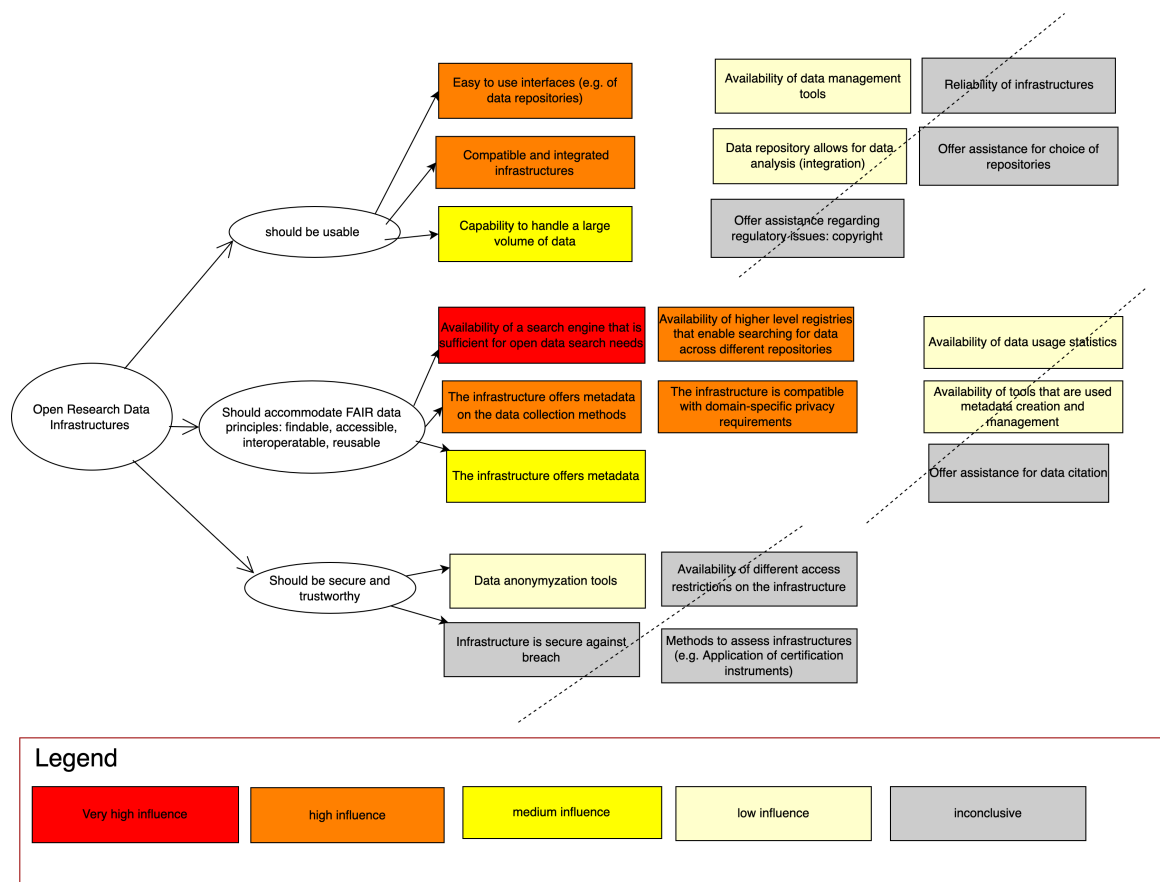 Easy to use interfaces (e.g. of
data repositories)
Availability of data management
tools
Reliability of infrastructures
Compatible and integrated
infrastructures
Data repository allows for data
analysis (integration)
Offer assistance for choice of
repositories
should be usable
Capability to handle a large
volume of data
Offer assistance regarding
regulatory issues: copyright
Open Research Data
Infrastructures
Should accommodate FAIR data
principles: findable, accessible,
interoperatable, reusable
Availability of a search engine that is
sufficient for open data search needs
Availability of higher level registries
that enable searching for data
across different repositories
Availability of data usage statistics
The infrastructure offers metadata
on the data collection methods
The infrastructure is compatible
with domain-specific privacy
requirements
Availability of tools that are used
metadata creation and
management
The infrastructure offers metadata
Offer assistance for data citation
Should be secure and
trustworthy
Data anonymyzation tools
Availability of different access
restrictions on the infrastructure
Infrastructure is secure against
breach
Methods to assess infrastructures
(e.g. Application of certification
instruments)
Legend
Very high influence
high influence
medium influence
low influence
inconclusive